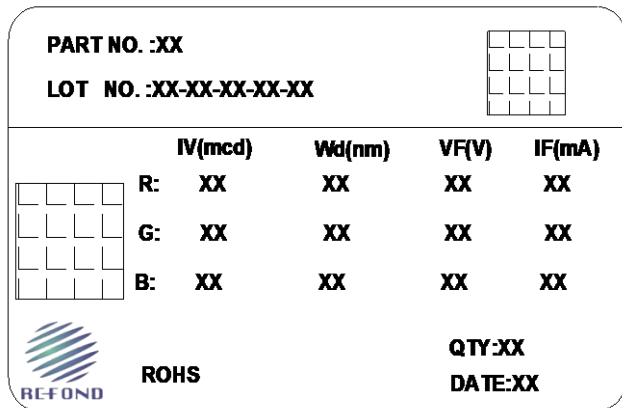 PART NO. :XX
LOT NO. :XX-XX-XX-XX-XX
IV(mcd) Wd(nm) VF(V) IF(mA)
R: XX XX XX XX
G: XX XX XX XX
B: XX XX XX XX
QTY:XX
ROHS
DATE:XX
REFOND